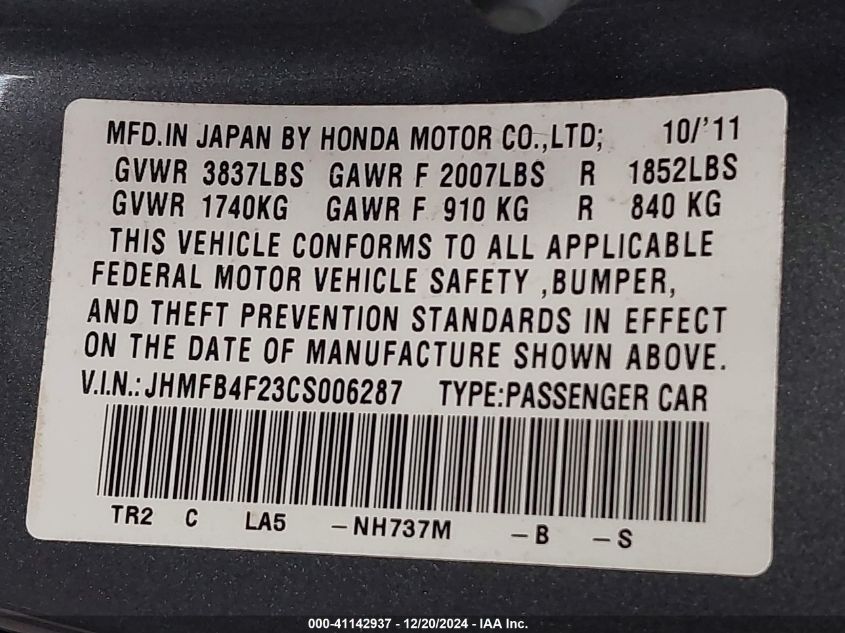 MFD.IN JAPAN BY HONDA MOTOR CO.,LTD; 10/'11
GVWR 3837LBS GAWR F 2007LBS R 1852LBS
GVWR 1740KG GAWR F 910 KG R 840 KG
THIS VEHICLE CONFORMS TO ALL APPLICABLE
FEDERAL MOTOR VEHICLE SAFETY ,BUMPER,
AND THEFT PREVENTION STANDARDS IN EFFECT
ON THE DATE OF MANUFACTURE SHOWN ABOVE.
V.I.N.: JHMFB4F23CS006287 TYPE:PASSENGER CAR
TR2 C LA5 -NH737M -B -S
000-41142937 - 12/20/2024 - IAA Inc.